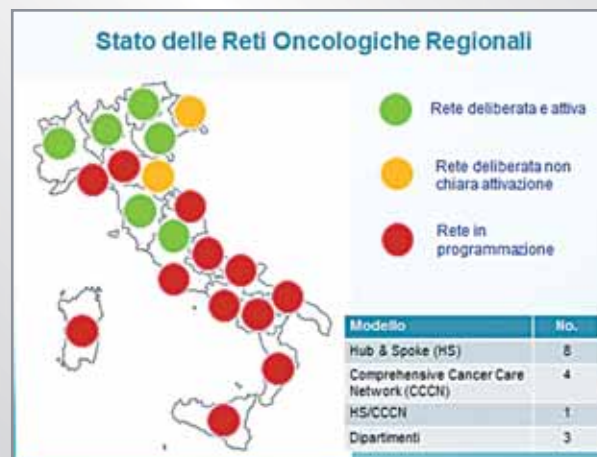 Stato delle Reti Oncologiche Regionali
Rete deliberata e attiva
Rete deliberata non
chiara attivazione
Rete in
programmazione
Modello No.
Hub & Spoke (HS) 8
Comprehensive Cancer Care
Network (CCCN) 4
HS/CCCN 1
Dipartimenti 3